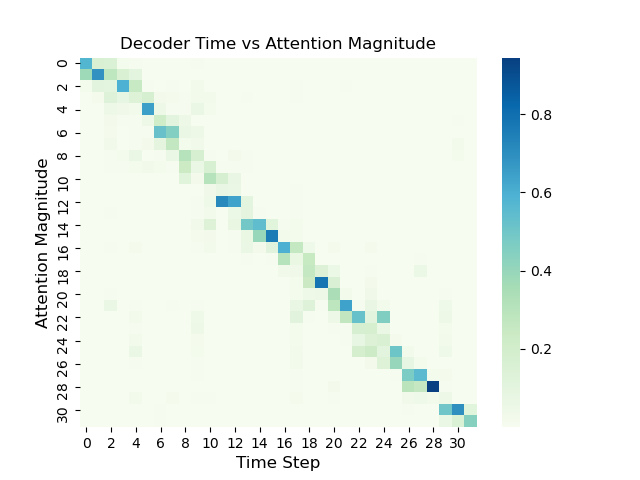 Decoder Time vs Attention Magnitude
Attention Magnitude
0 2 4 6 8 10 12 14 16 18 20 22 24 26 28 30
0 2 4 6 8 10 12 14 16 18 20 22 24 26 28 30
Time Step
0.8
0.6
0.4
0.2